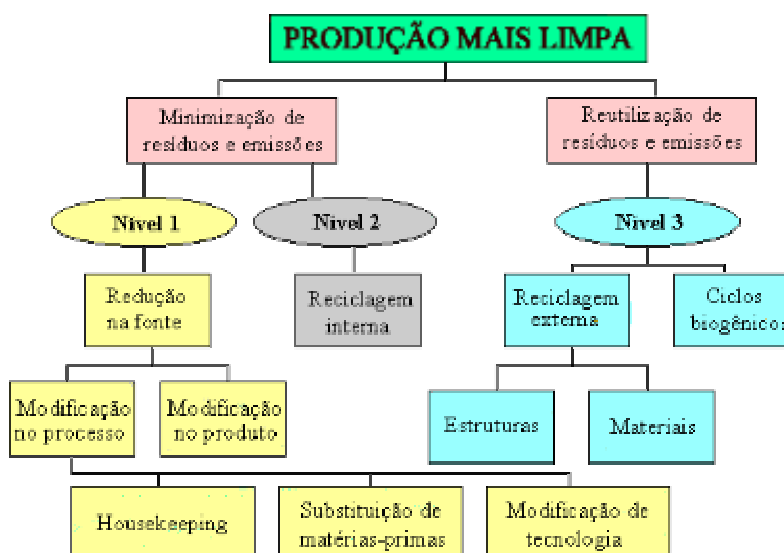 PRODUÇÃO MAIS LIMPA
Minimização de
resíduos e emissões
Reutilização de
resíduos e emissões
Nível 1
Nível 2
Nível 3
Redução
na fonte
Reciclagem
interna
Reciclagem
externa
Ciclos
biogênicos
Modificação
no processo
Modificação
no produto
Estruturas
Materiais
Housekeeping
Substituição de
matérias-primas
Modificação de
tecnologia